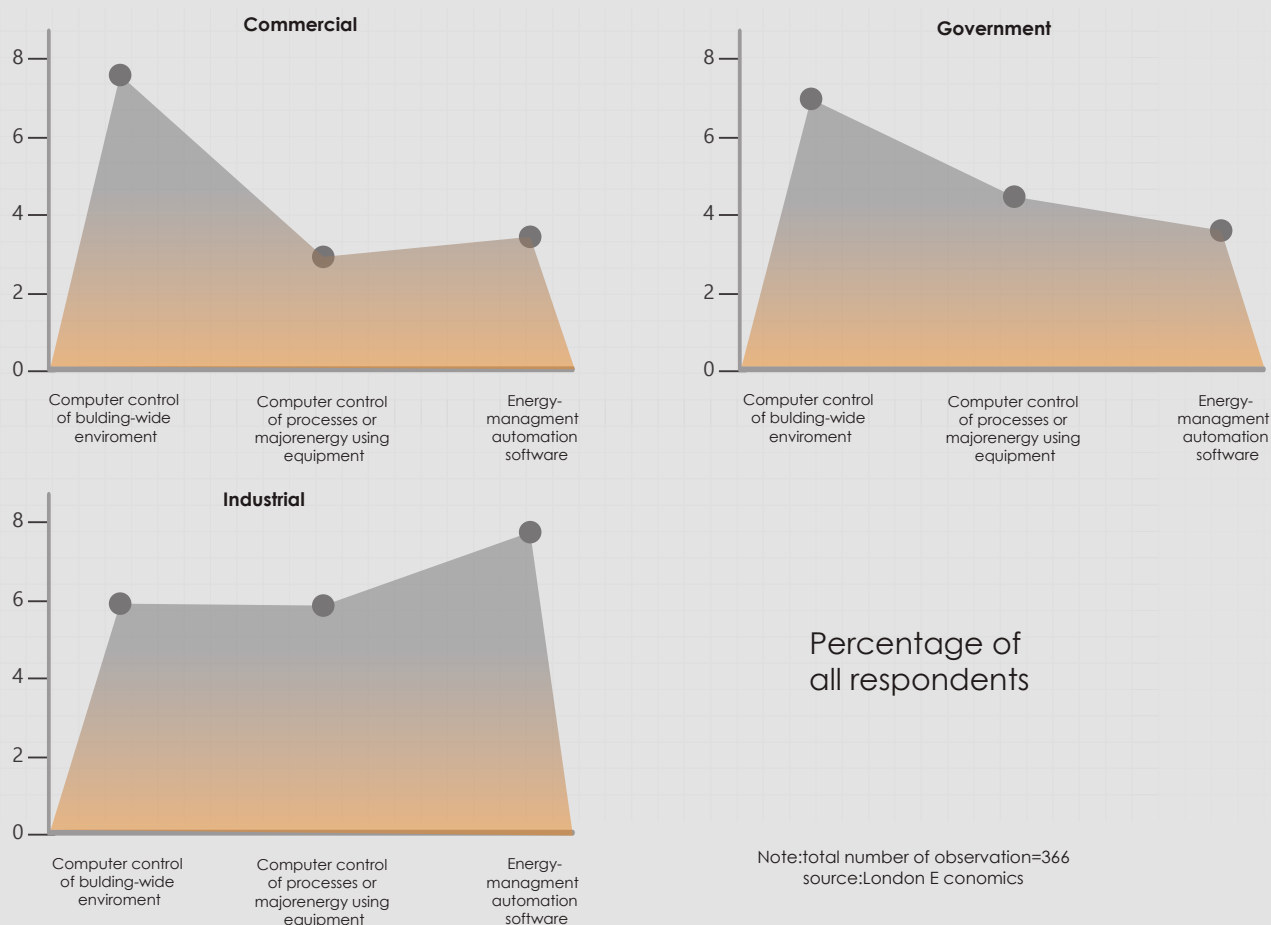 Commercial
8
6
4
2
0
Computer control
of bulding-wide
enviroment
Computer control
of processes or
majorenergy using
equipment
Energy-
managment
automation
software
Government
8
6
4
2
0
Computer control
of bulding-wide
enviroment
Computer control
of processes or
majorenergy using
equipment
Energy-
managment
automation
software
Industrial
8
6
4
2
0
Computer control
of bulding-wide
enviroment
Computer control
of processes or
majorenergy using
equipment
Energy-
managment
automation
software
Percentage of
all respondents
Note:total number of observation=366
source:London E conomics